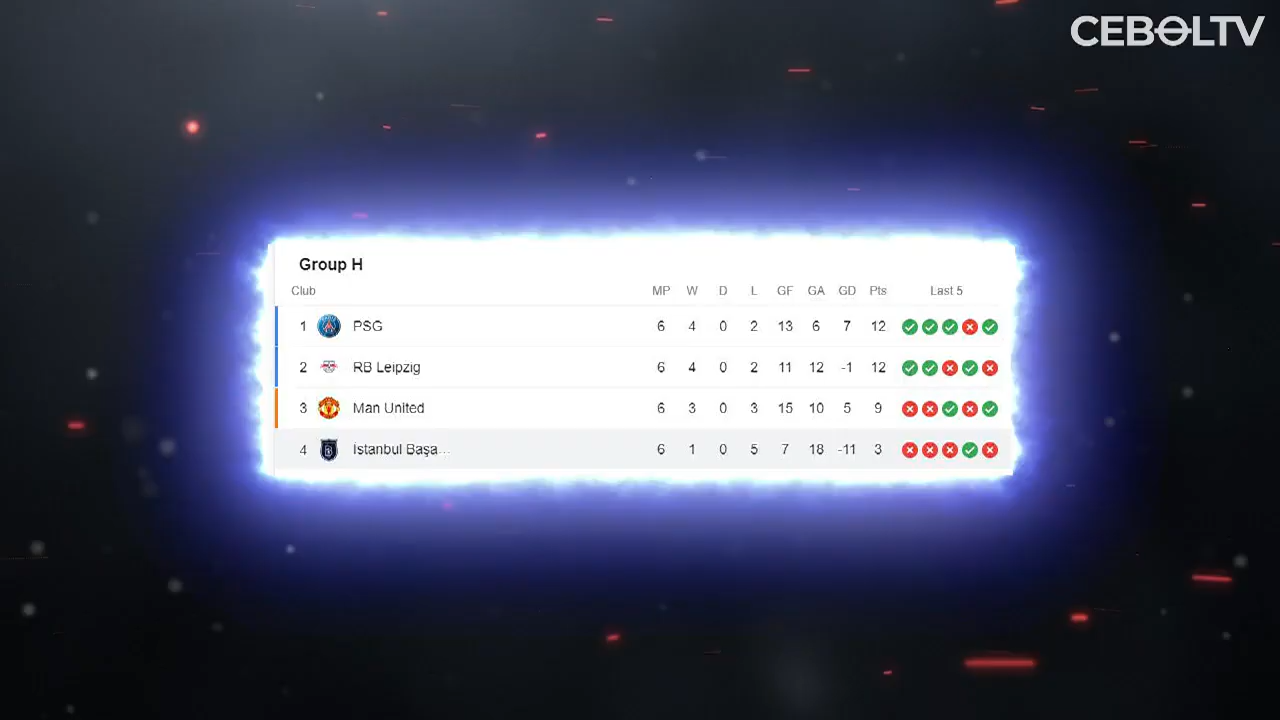 CEBOLTV
Group H
Club MP W D L GF GA GD Pts Last 5
1 PSG 6 4 0 2 13 6 7 12
2 RB Leipzig 6 4 0 2 11 12 -1 12
3 Man United 6 3 0 3 15 10 5 9
4 İstanbul Başa... 6 1 0 5 7 18 -11 3